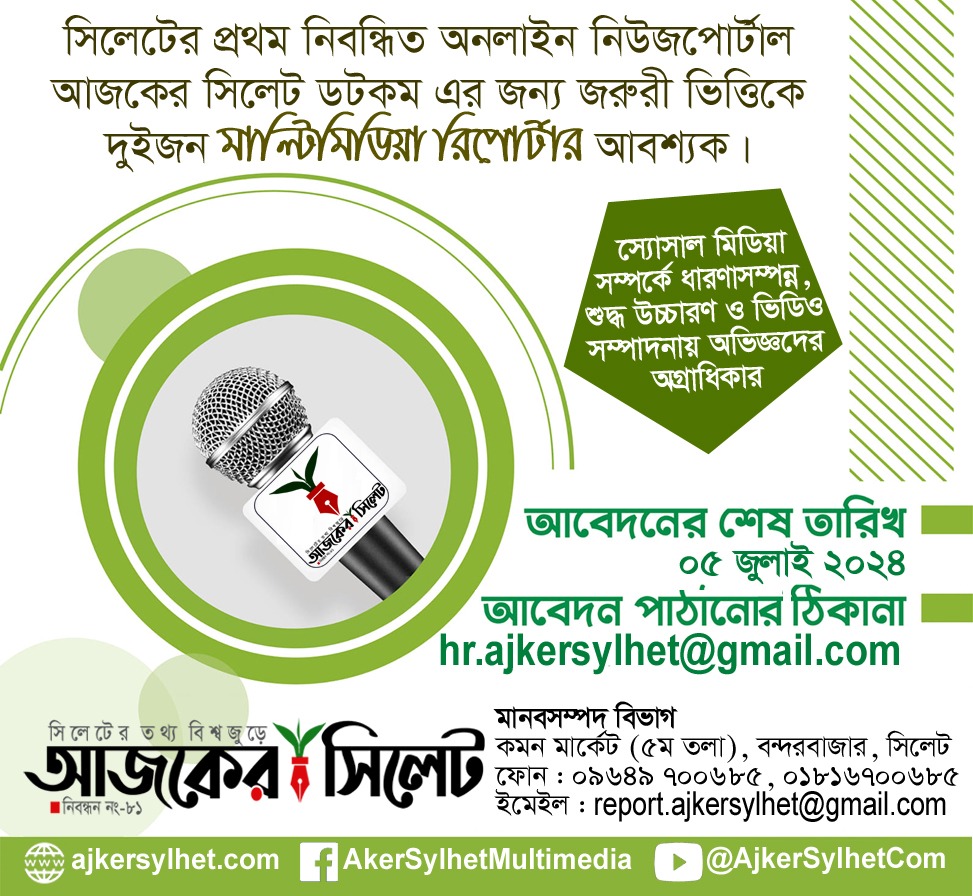 সিলেটের প্রথম নিবন্ধিত অনলাইন নিউজপোর্টাল
আজকের সিলেট ডটকম এর জন্য জরুরী ভিত্তিকে
দুইজন মাল্টিমিডিয়া রিপোর্টার আবশ্যক।
স্যোসাল মিডিয়া
সম্পর্কে ধারণাসম্পন্ন,
শুদ্ধ উচ্চারণ ও ভিডিও
সম্পাদনায় অভিজ্ঞদের
অগ্রাধিকার
আজকের সিলেট
আবেদনের শেষ তারিখ
০৫ জুলাই ২০২৪
আবেদন পাঠানোর ঠিকানা
hr.ajkersylhet@gmail.com
সিলেটের তথ্য বিশ্বজুড়ে
আজকের সিলেট
নিবন্ধন নং-৮১
মানবসম্পদ বিভাগ
কমন মার্কেট (৫ম তলা), বন্দরবাজার, সিলেট
ফোন : ০৯৬৪৯ ৭০০৬৮৫, ০১৮১৬৭০০৬৮৫
ইমেইল : report.ajkersylhet@gmail.com
ajkersylhet.com AkerSylhetMultimedia @AjkerSylhetCom